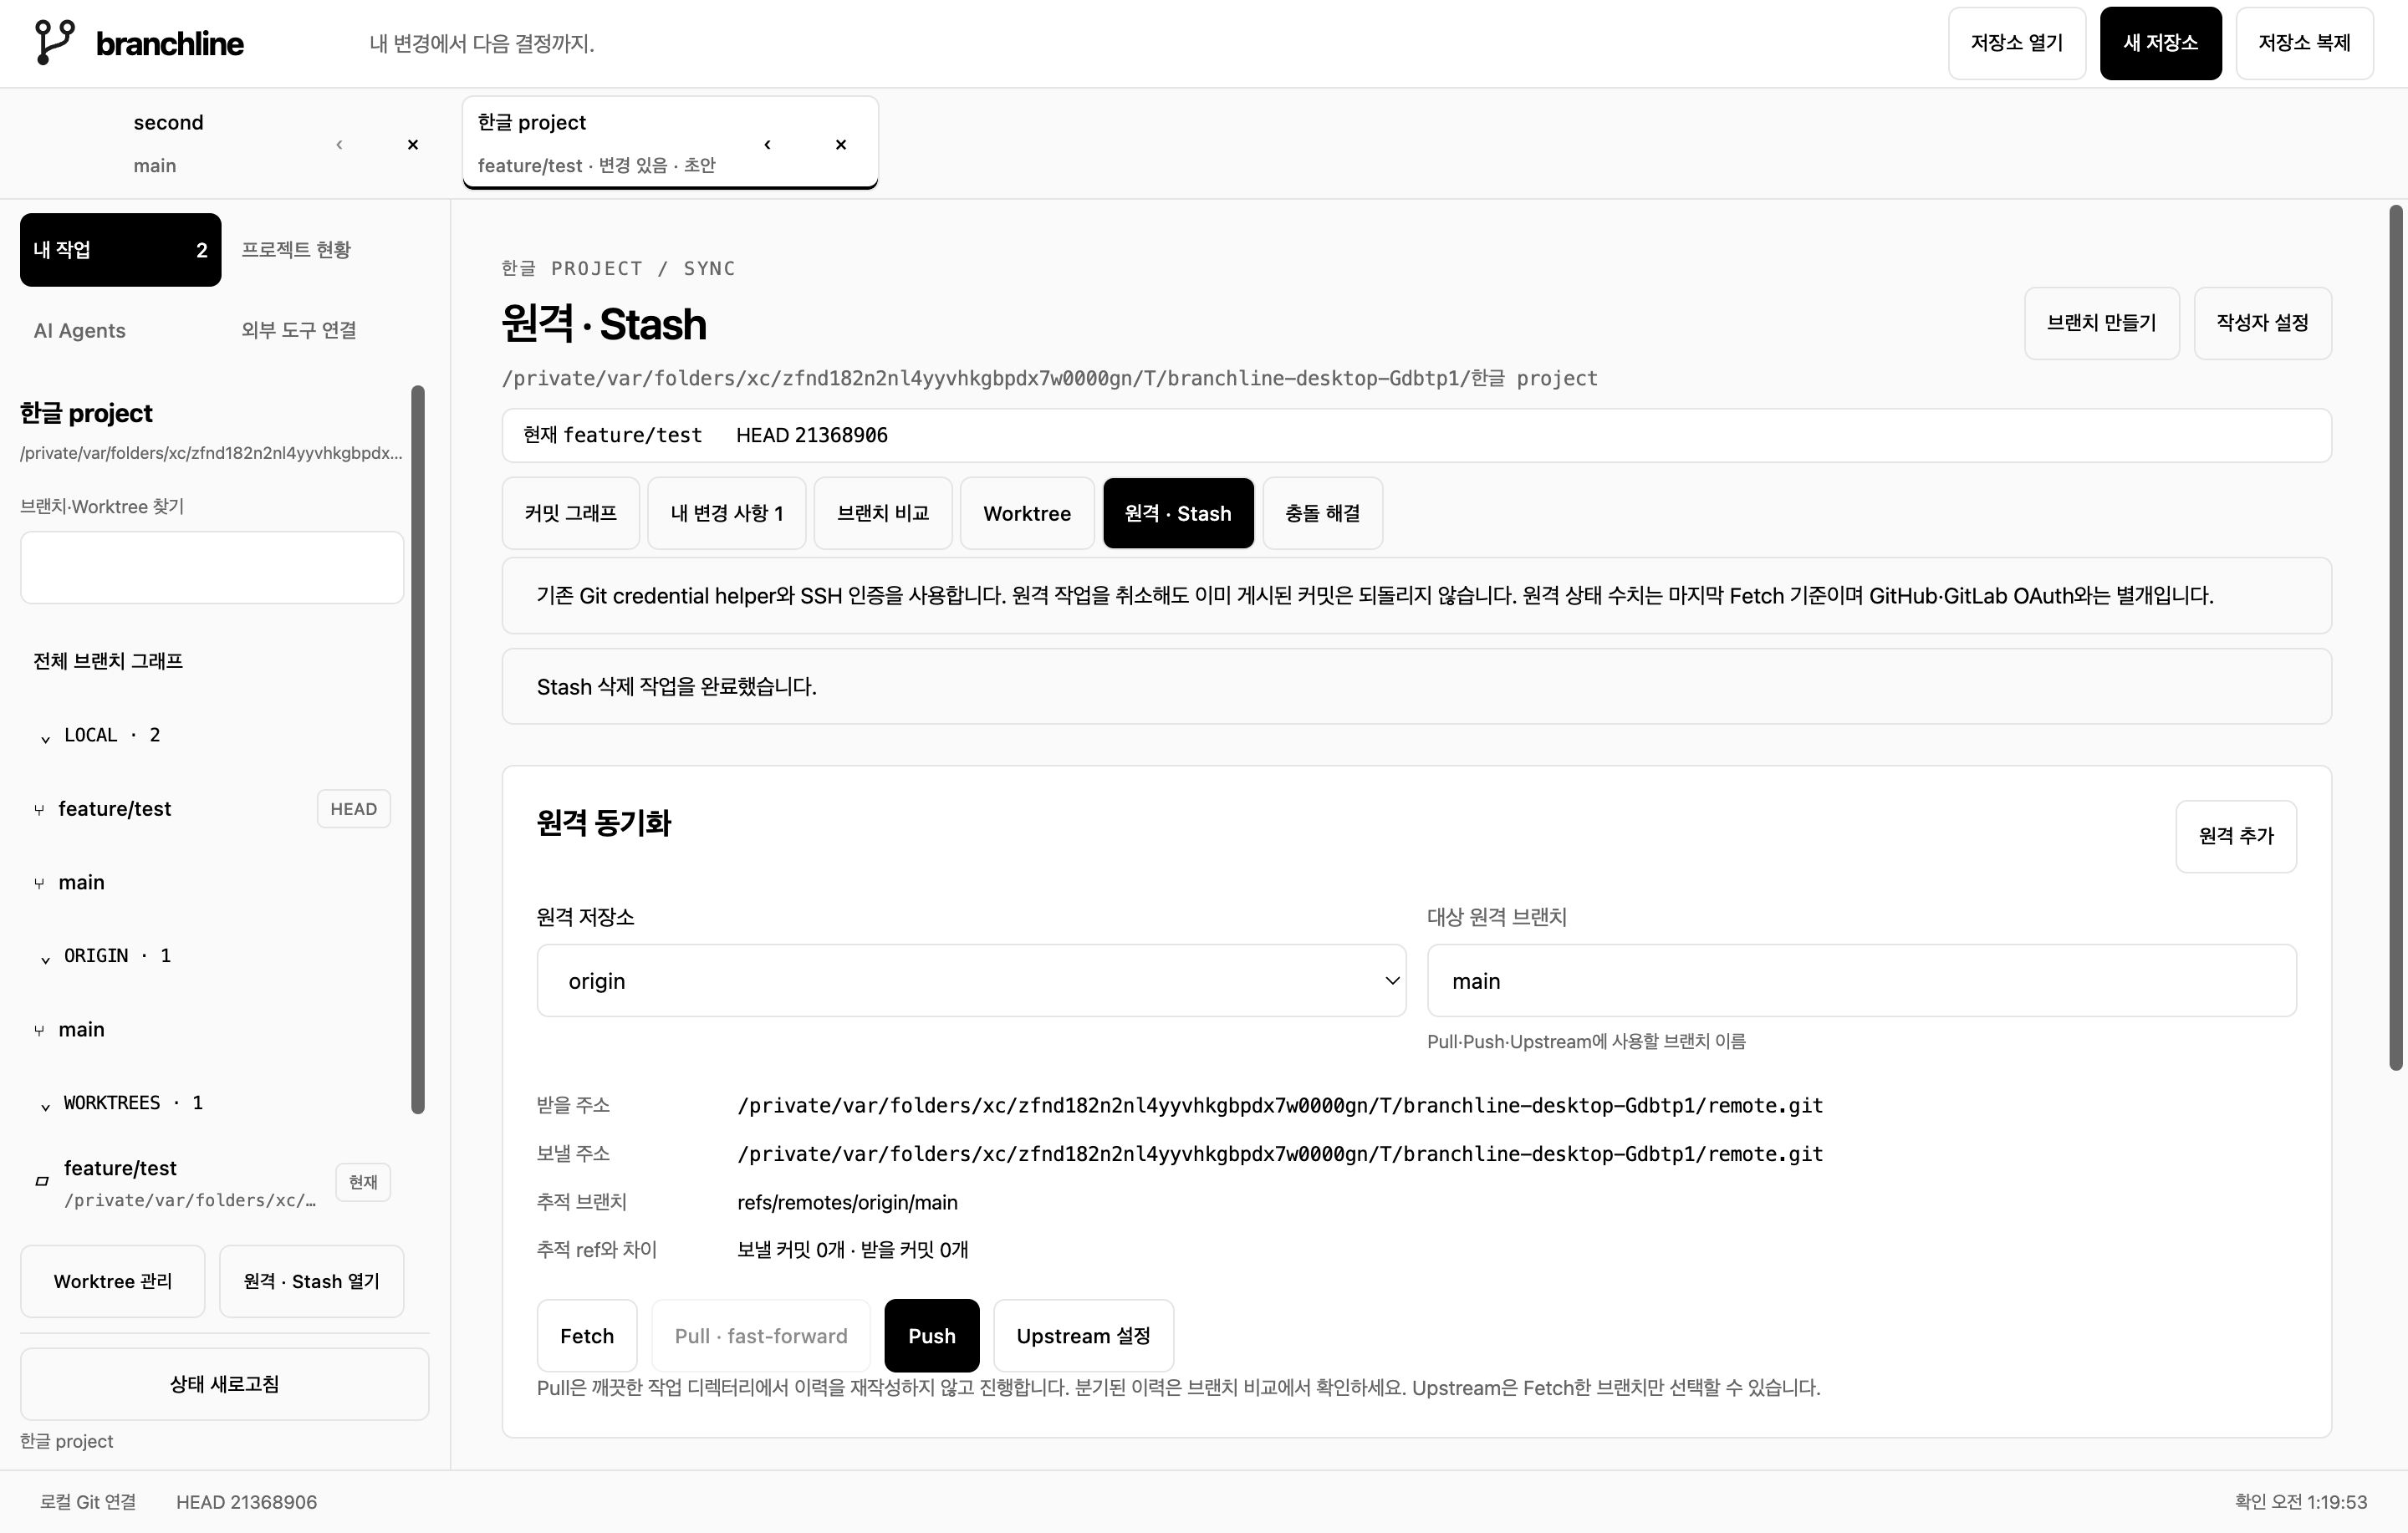 branchline
내 변경에서 다음 결정까지.
저장소 열기
새 저장소
저장소 복제
second
main
한글 project
feature/test · 변경 있음 · 초안
내 작업 2
프로젝트 현황
AI Agents
외부 도구 연결
한글 project
/private/var/folders/xc/zfnd182n2nl4yyvhkgbpdx...
브랜치·Worktree 찾기
전체 브랜치 그래프
LOCAL · 2
feature/test HEAD
main
ORIGIN · 1
main
WORKTREES · 1
feature/test
/private/var/folders/xc/…
현재
Worktree 관리
원격 · Stash 열기
상태 새로고침
한글 project
한글 PROJECT / SYNC
원격 · Stash
브랜치 만들기
작성자 설정
/private/var/folders/xc/zfnd182n2nl4yyvhkgbpdx7w0000gn/T/branchline-desktop-Gdbtp1/한글 project
현재 feature/test HEAD 21368906
커밋 그래프
내 변경 사항 1
브랜치 비교
Worktree
원격 · Stash
충돌 해결
기존 Git credential helper와 SSH 인증을 사용합니다. 원격 작업을 취소해도 이미 게시된 커밋은 되돌리지 않습니다. 원격 상태 수치는 마지막 Fetch 기준이며 GitHub·GitLab OAuth와는 별개입니다.
Stash 삭제 작업을 완료했습니다.
원격 동기화
원격 추가
원격 저장소
origin
대상 원격 브랜치
main
Pull·Push·Upstream에 사용할 브랜치 이름
받을 주소 /private/var/folders/xc/zfnd182n2nl4yyvhkgbpdx7w0000gn/T/branchline-desktop-Gdbtp1/remote.git
보낼 주소 /private/var/folders/xc/zfnd182n2nl4yyvhkgbpdx7w0000gn/T/branchline-desktop-Gdbtp1/remote.git
추적 브랜치 refs/remotes/origin/main
추적 ref와 차이 보낼 커밋 0개 · 받을 커밋 0개
Fetch
Pull · fast-forward
Push
Upstream 설정
Pull은 깨끗한 작업 디렉터리에서 이력을 재작성하지 않고 진행합니다. 분기된 이력은 브랜치 비교에서 확인하세요. Upstream은 Fetch한 브랜치만 선택할 수 있습니다.
로컬 Git 연결
HEAD 21368906
확인 오전 1:19:53